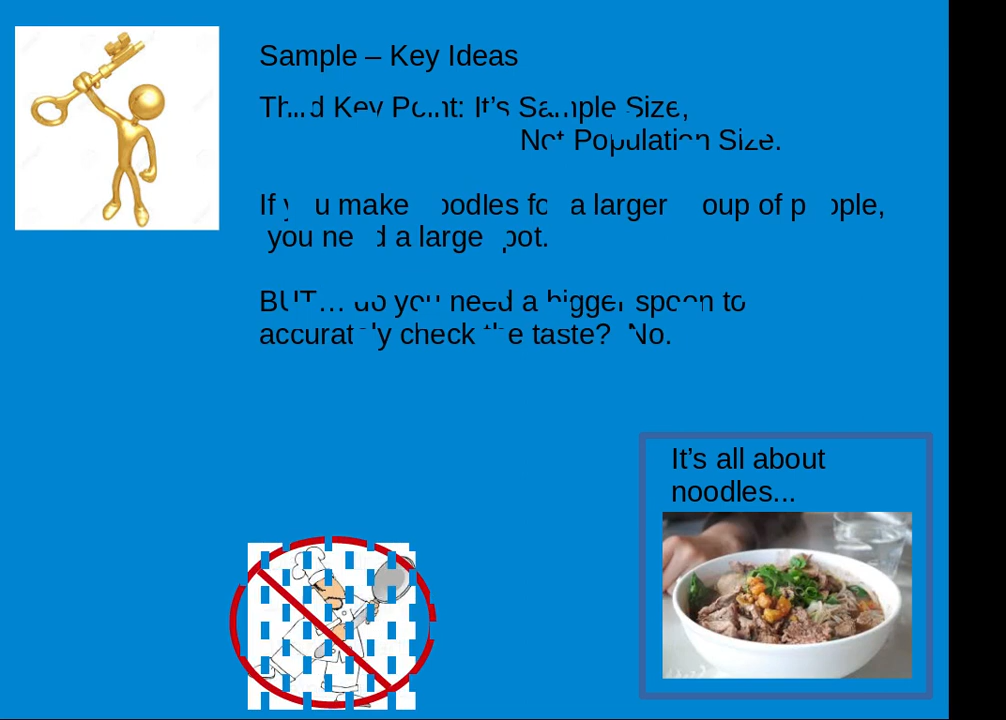 Sample – Key Ideas
Third Key Point: It’s Sample Size,
Not Population Size.
If you make noodles for a larger group of people,
you need a large pot.
BUT… do you need a bigger spoon to
accurately check the taste? No.
It’s all about
noodles...